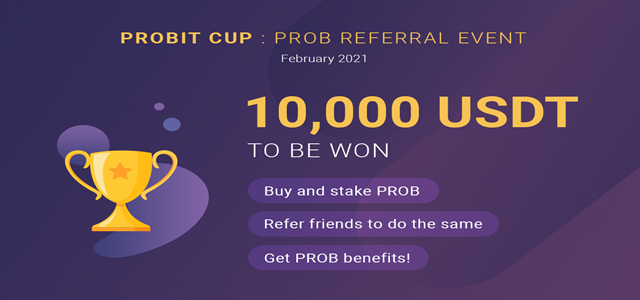 PROBIT CUP : PROB REFERRAL EVENT
February 2021
10,000 USDT
TO BE WON
Buy and stake PROB
Refer friends to do the same
Get PROB benefits!